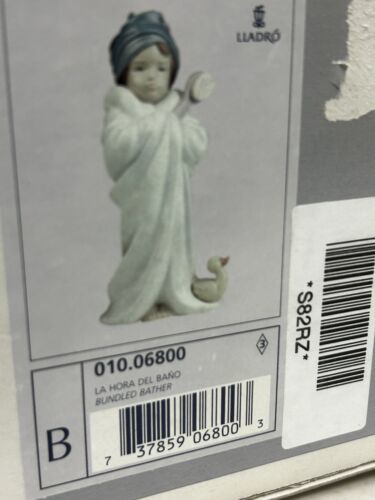 LLADRÓ
010.06800
3
LA HORA DEL BAÑO
BUNDLED BATHER
B
7 37859 06800 3
*S82RZ*